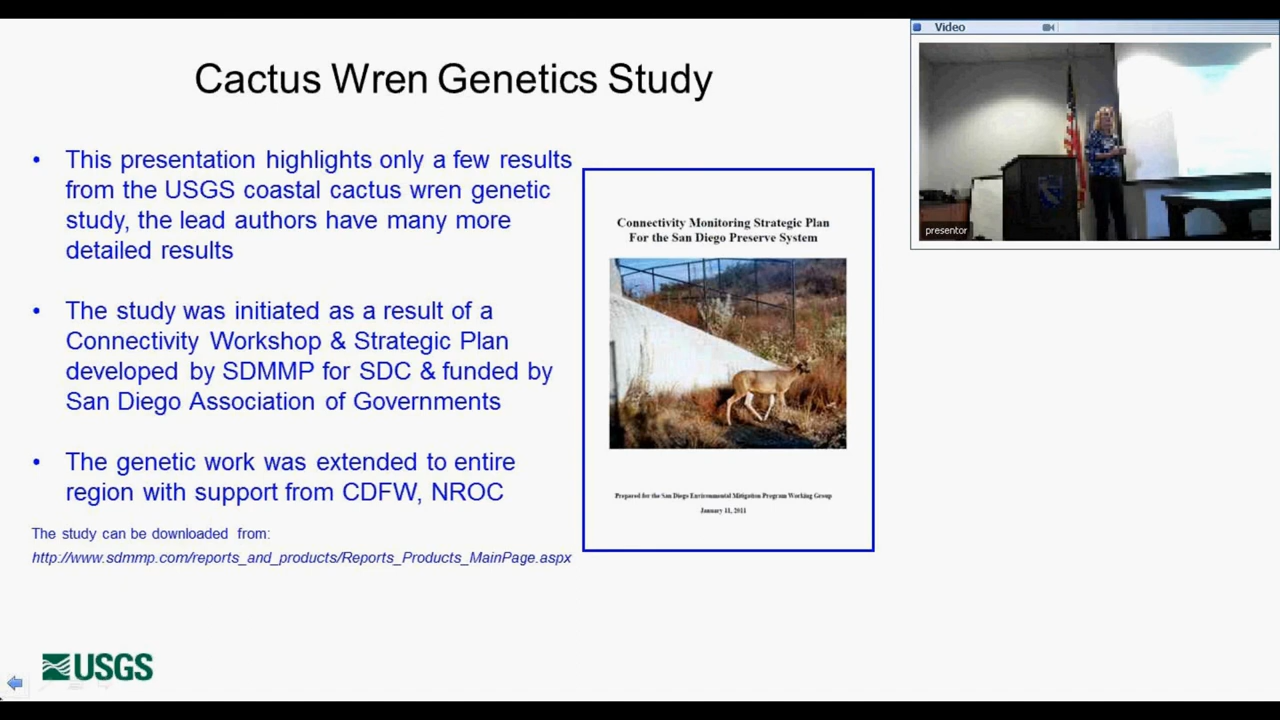 Cactus Wren Genetics Study
• This presentation highlights only a few results
from the USGS coastal cactus wren genetic
study, the lead authors have many more
detailed results
• The study was initiated as a result of a
Connectivity Workshop & Strategic Plan
developed by SDMMP for SDC & funded by
San Diego Association of Governments
• The genetic work was extended to entire
region with support from CDFW, NROC
The study can be downloaded from:
http://www.sdmmp.com/reports_and_products/Reports_Products_MainPage.aspx
Connectivity Monitoring Strategic Plan
For the San Diego Preserve System
Prepared for the San Diego Environmental Mitigation Program Working Group
January 11, 2011
USGS
Video
presentor